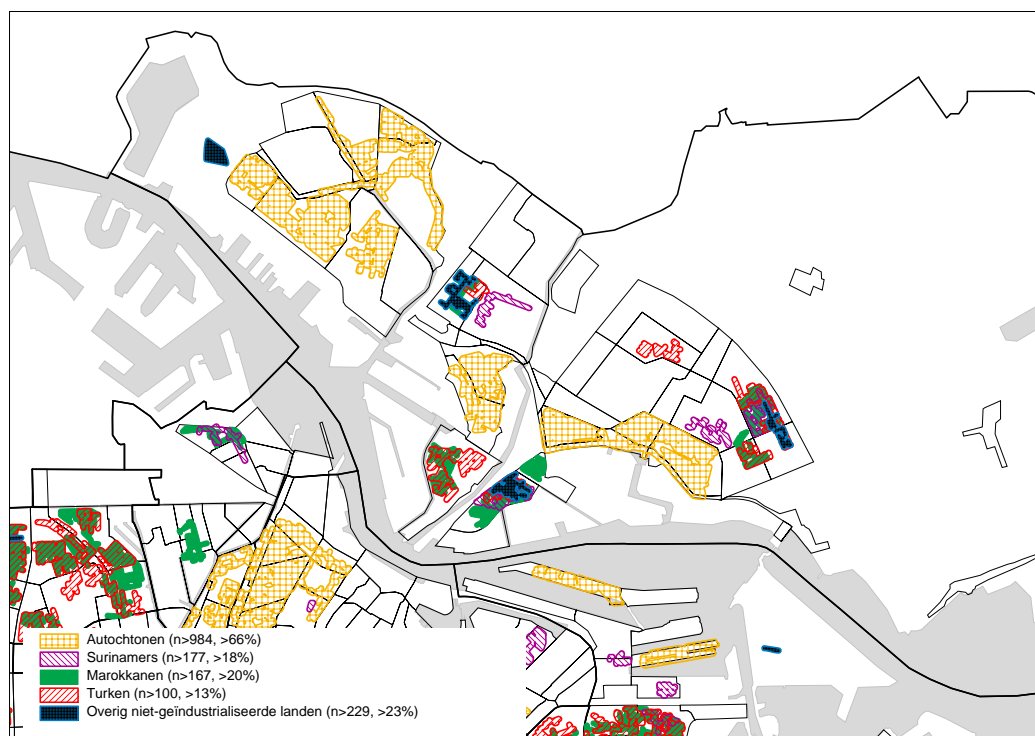 Autochtonen (n>984, >66%)
Surinamers (n>177, >18%)
Marokkanen (n>167, >20%)
Turken (n>100, >13%)
Overig niet-geïndustrialiseerde landen (n>229, >23%)